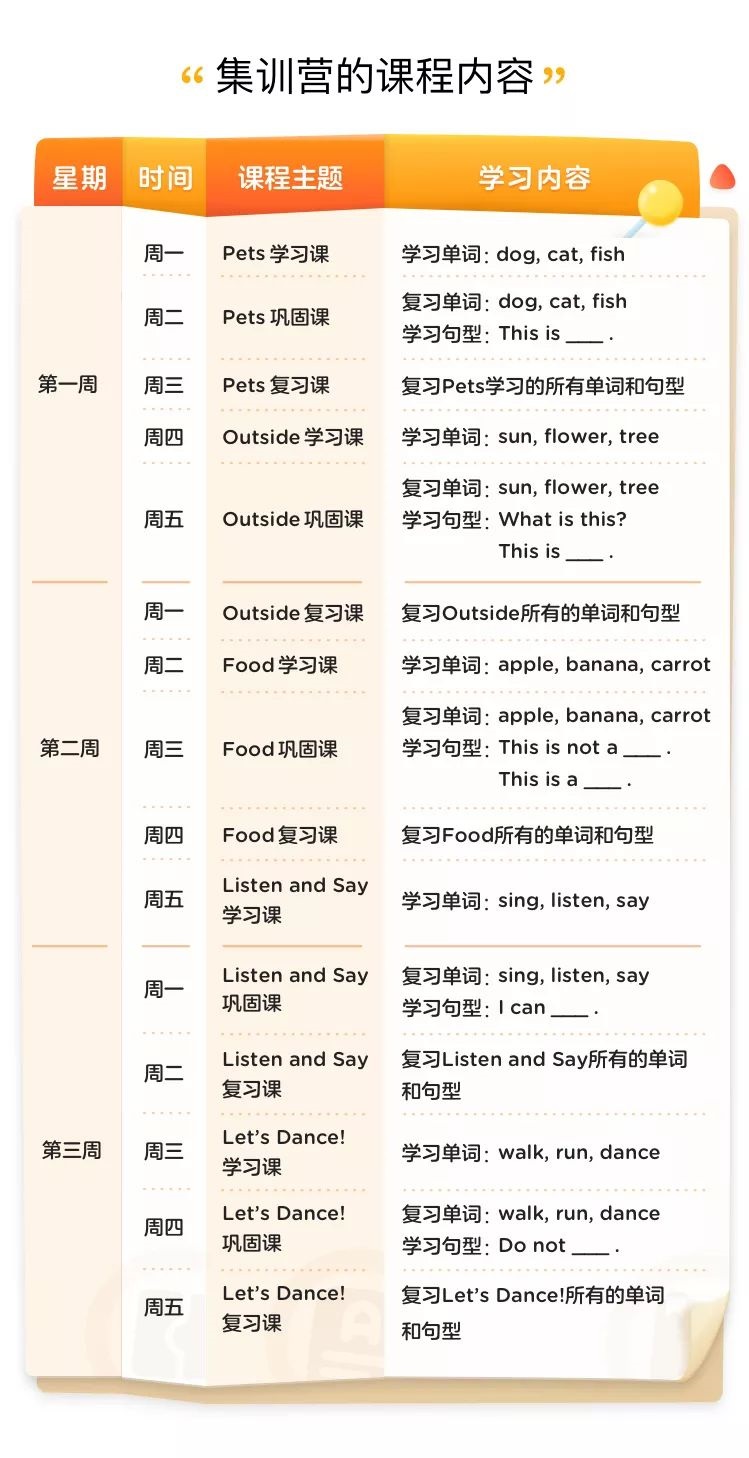 “集训营的课程内容”
星期 时间 课程主题 学习内容
第一周
周一 Pets 学习课 学习单词：dog, cat, fish
周二 Pets 巩固课 复习单词：dog, cat, fish
学习句型：This is ___ .
周三 Pets 复习课 复习Pets学习的所有单词和句型
周四 Outside 学习课 学习单词：sun, flower, tree
周五 Outside 巩固课 复习单词：sun, flower, tree
学习句型：What is this?
This is ___ .
第二周
周一 Outside 复习课 复习Outside所有的单词和句型
周二 Food 学习课 学习单词：apple, banana, carrot
周三 Food 巩固课 复习单词：apple, banana, carrot
学习句型：This is not a ___ .
This is a ___ .
周四 Food 复习课 复习Food所有的单词和句型
周五 Listen and Say
学习课 学习单词：sing, listen, say
第三周
周一 Listen and Say
巩固课
复习单词：sing, listen, say
学习句型：I can ___ .
周二 Listen and Say
复习课
复习Listen and Say所有的单词
和句型
周三 Let’s Dance!
学习课 学习单词：walk, run, dance
周四 Let’s Dance!
巩固课
复习单词：walk, run, dance
学习句型：Do not ___ .
周五 Let’s Dance!
复习课
复习Let’s Dance!所有的单词
和句型